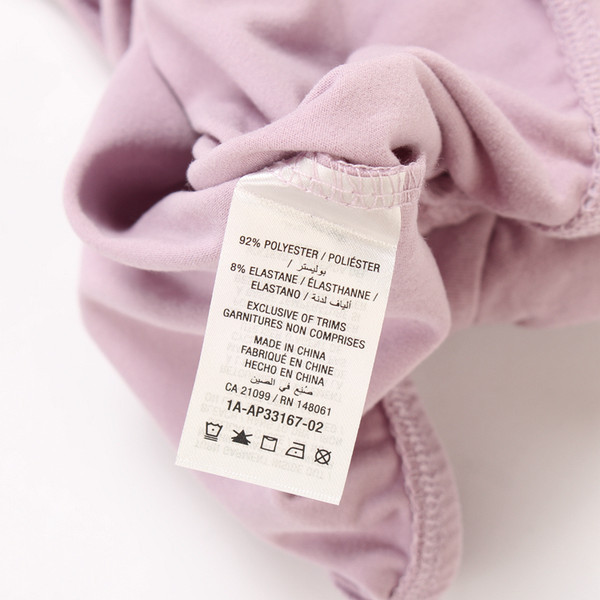 92% POLYESTER / POLIÉSTER
/ بوليستر
8% ELASTANE / ÉLASTHANNE /
ELASTANO / ألياف لدنة
EXCLUSIVE OF TRIMS
GARNITURES NON COMPRISES
MADE IN CHINA
FABRIQUÉ EN CHINE
HECHO EN CHINA
صنع في الصين
CA 21099 / RN 148061
1A-AP33167-02